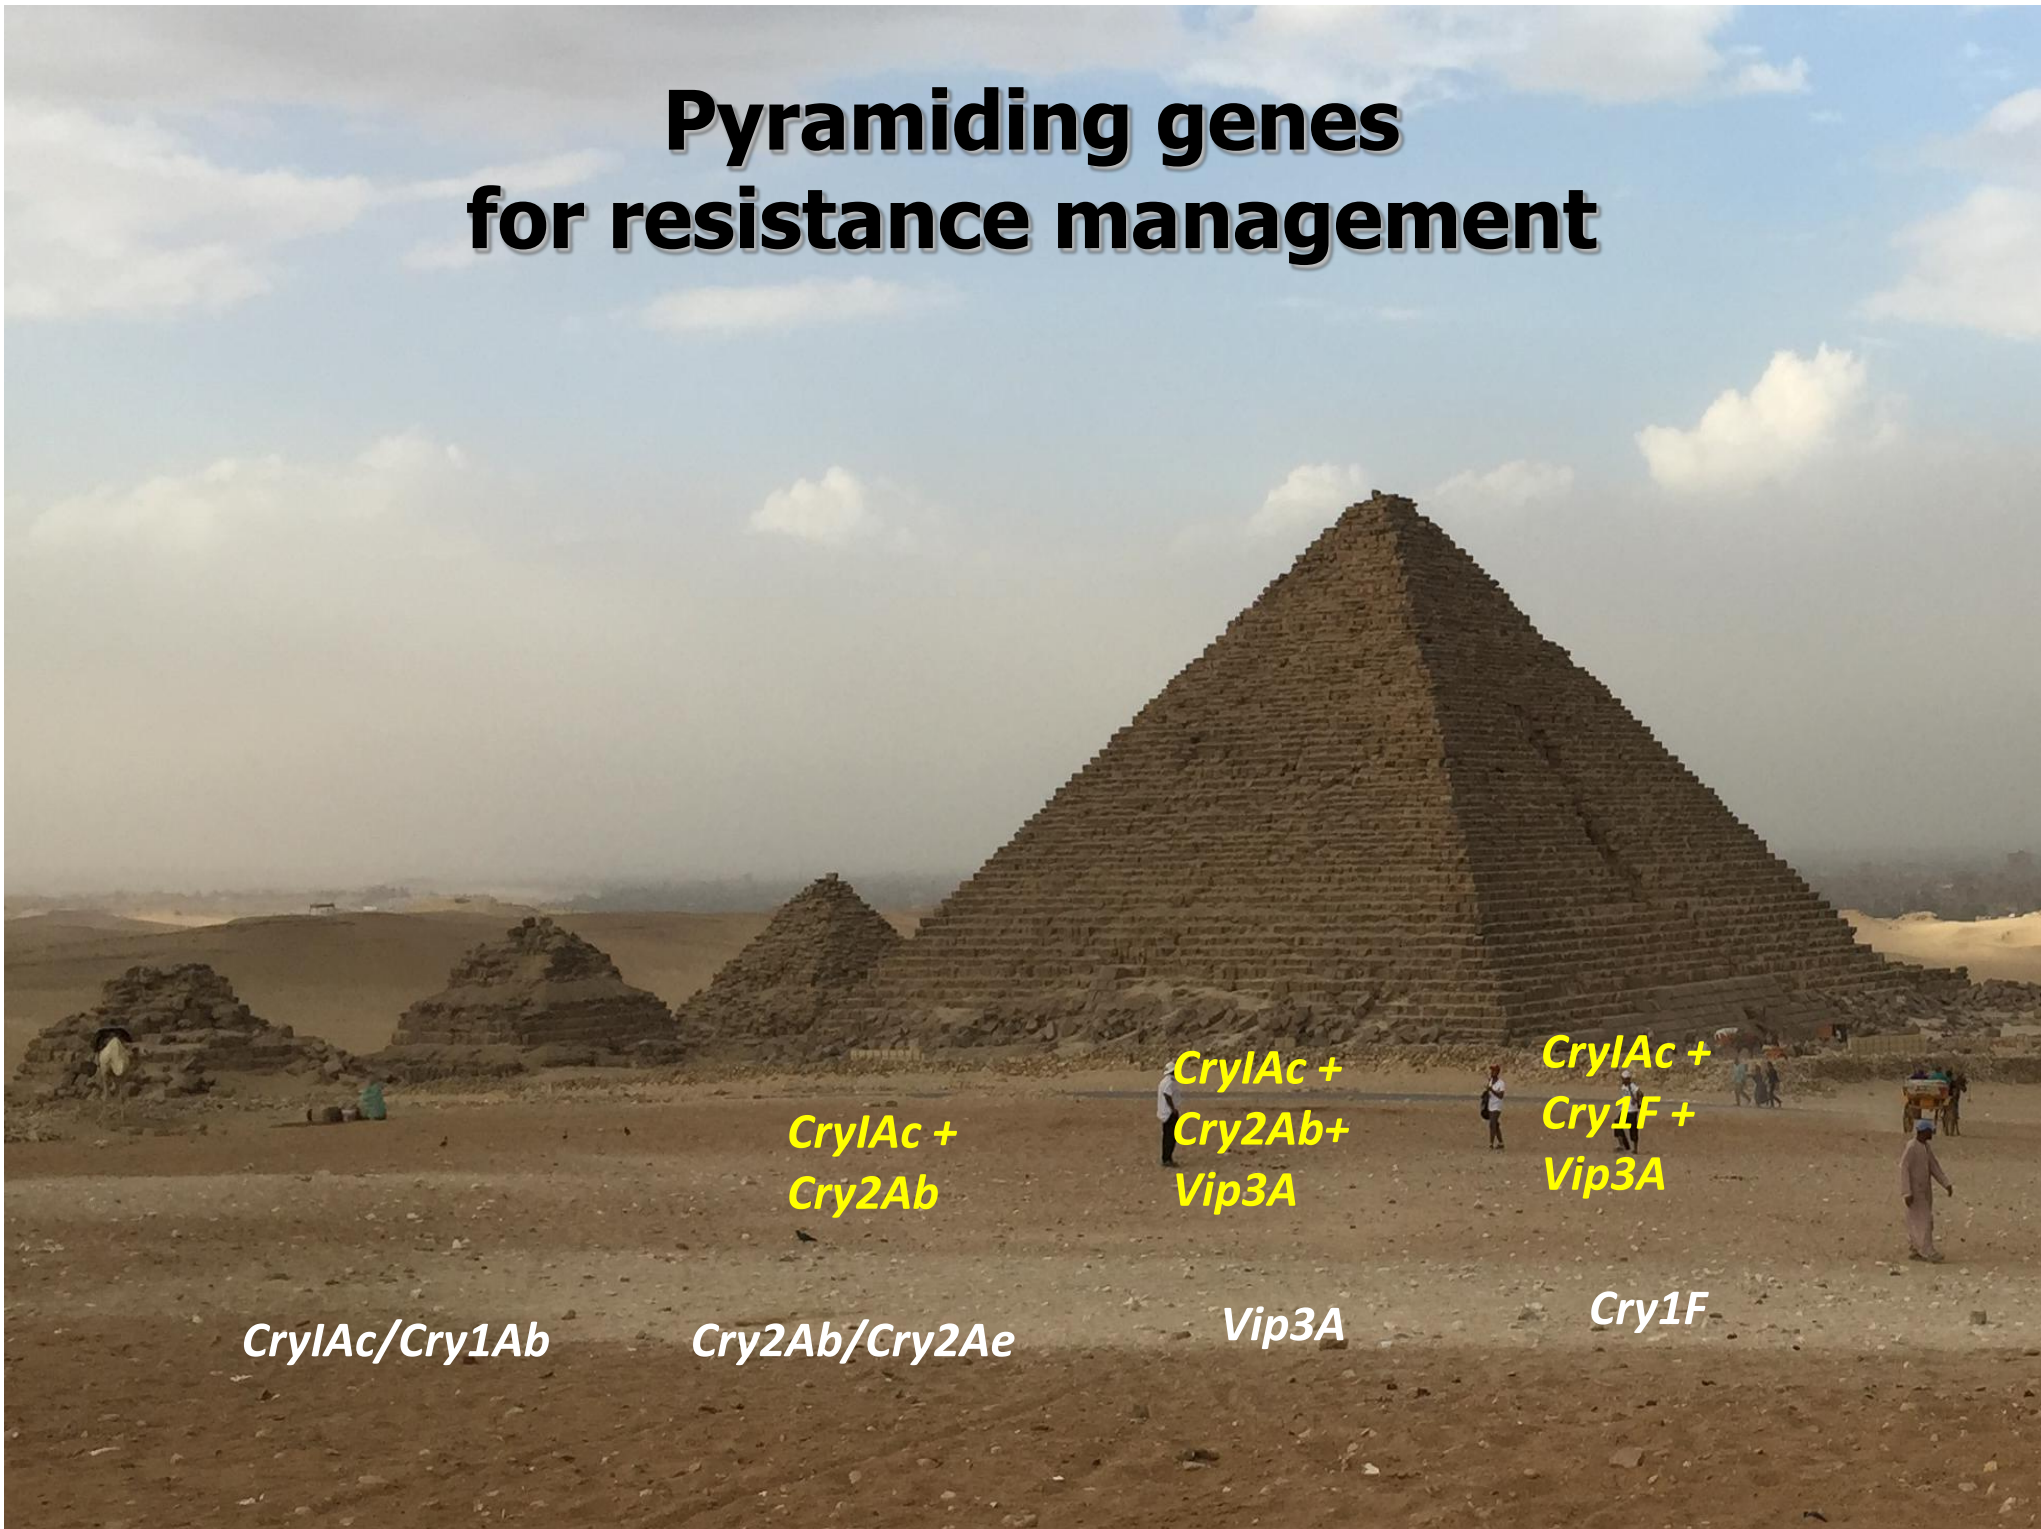 Pyramiding genes
for resistance management
CryIAc +
Cry2Ab
CryIAc +
Cry2Ab+
Vip3A
CryIAc +
Cry1F +
Vip3A
CryIAc/Cry1Ab
Cry2Ab/Cry2Ae
Vip3A
Cry1F